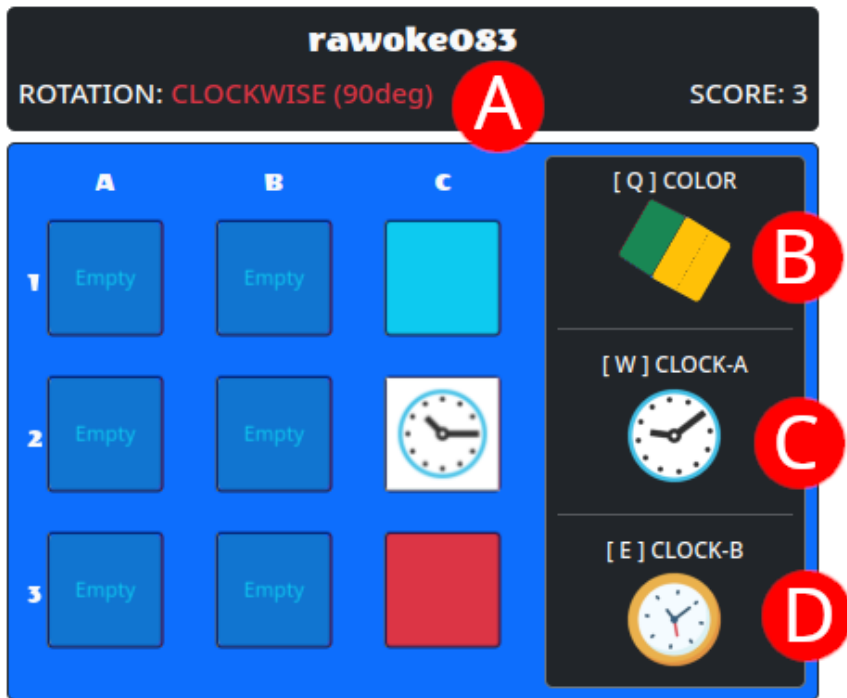 rawoke083
ROTATION: CLOCKWISE (90deg) A SCORE: 3
A B C [ Q ] COLOR
1 Empty Empty B
[ W ] CLOCK-A
2 Empty Empty C
[ E ] CLOCK-B
3 Empty Empty D